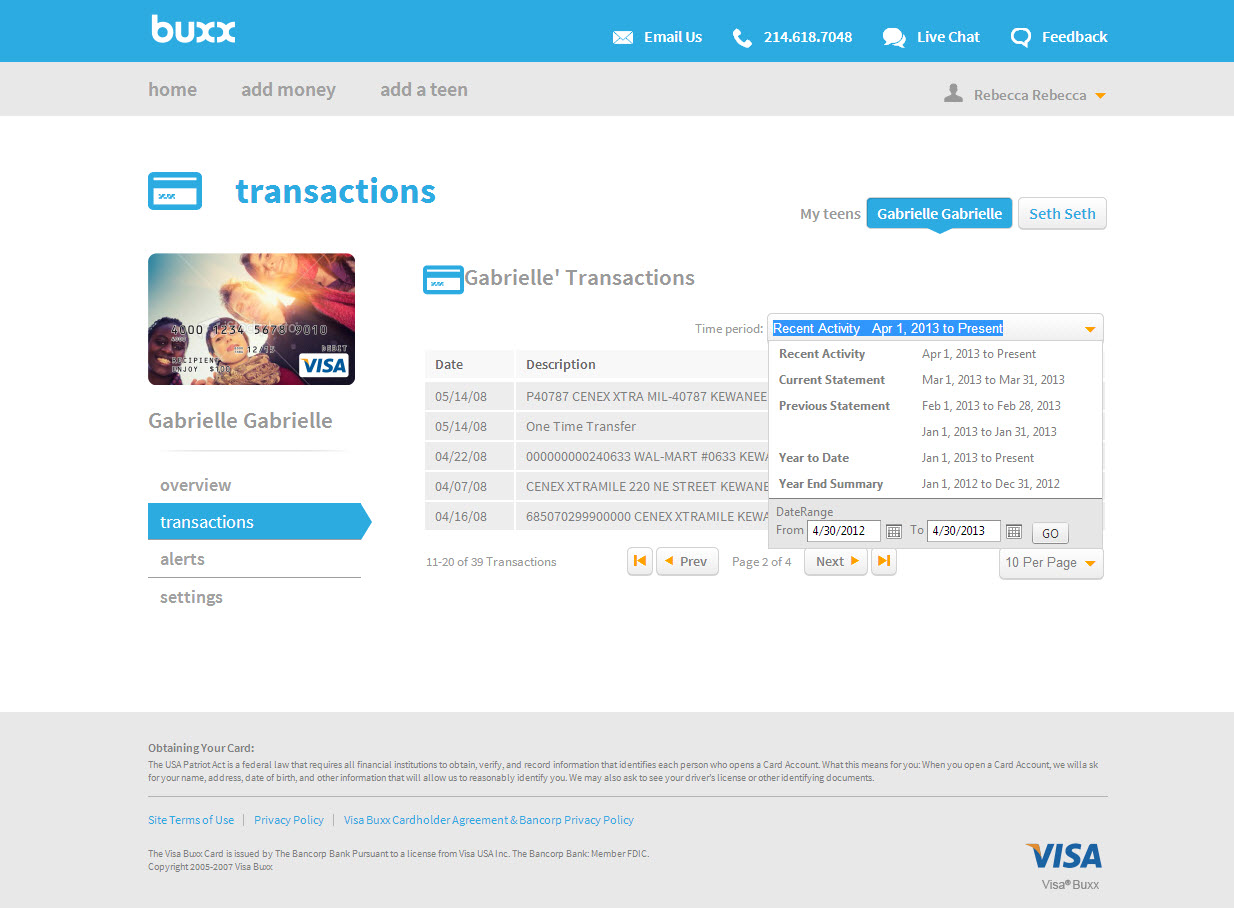 buxx
Email Us
214.618.7048
Live Chat
Feedback
home
add money
add a teen
Rebecca Rebecca
transactions
My teens
Gabrielle Gabrielle
Seth Seth
4000 1234 5678 9010
4000
12/15
DEBIT
RECIPIENT
ENJOY $100
VISA
Gabrielle' Transactions
Time period:
Recent Activity Apr 1, 2013 to Present
Recent Activity Apr 1, 2013 to Present
Current Statement Mar 1, 2013 to Mar 31, 2013
Previous Statement Feb 1, 2013 to Feb 28, 2013
Jan 1, 2013 to Jan 31, 2013
Year to Date Jan 1, 2013 to Present
Year End Summary Jan 1, 2012 to Dec 31, 2012
DateRange
From 4/30/2012 To 4/30/2013 GO
Date Description
05/14/08 P40787 CENEX XTRA MIL-40787 KEWANEE
05/14/08 One Time Transfer
04/22/08 000000000240633 WAL-MART #0633 KEWA
04/07/08 CENEX XTRAMILE 220 NE STREET KEWANE
04/16/08 685070299900000 CENEX XTRAMILE KEWA
11-20 of 39 Transactions
Prev
Page 2 of 4
Next
10 Per Page
Gabrielle Gabrielle
overview
transactions
alerts
settings
Obtaining Your Card:
The USA Patriot Act is a federal law that requires all financial institutions to obtain, verify, and record information that identifies each person who opens a Card Account. What this means for you: When you open a Card Account, we willa sk
for your name, address, date of birth, and other information that will allow us to reasonably identify you. We may also ask to see your driver's license or other identifying documents.
Site Terms of Use | Privacy Policy | Visa Buxx Cardholder Agreement & Bancorp Privacy Policy
The Visa Buxx Card is issued by The Bancorp Bank Pursuant to a license from Visa USA Inc. The Bancorp Bank: Member FDIC.
Copyright 2005-2007 Visa Buxx
VISA
Visa® Buxx